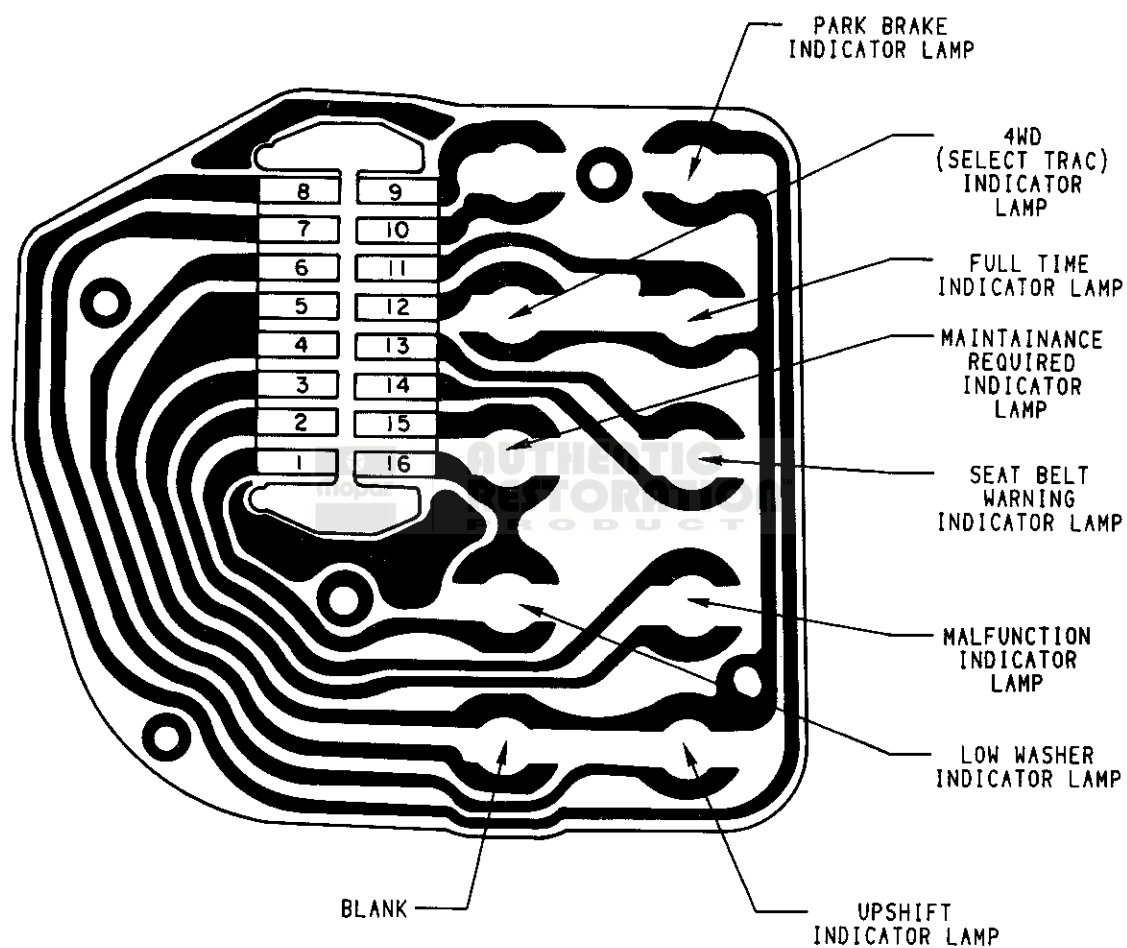 PARK BRAKE
INDICATOR LAMP
4WD
(SELECT TRAC)
INDICATOR
LAMP
FULL TIME
INDICATOR LAMP
MAINTAINANCE
REQUIRED
INDICATOR
LAMP
SEAT BELT
WARNING
INDICATOR LAMP
MALFUNCTION
INDICATOR
LAMP
LOW WASHER
INDICATOR LAMP
UPSHIFT
INDICATOR LAMP
BLANK
8 9
7 10
6 11
5 12
4 13
3 14
2 15
1 16
mopar
AUTHENTIC
RESTORATION
PRODUCT